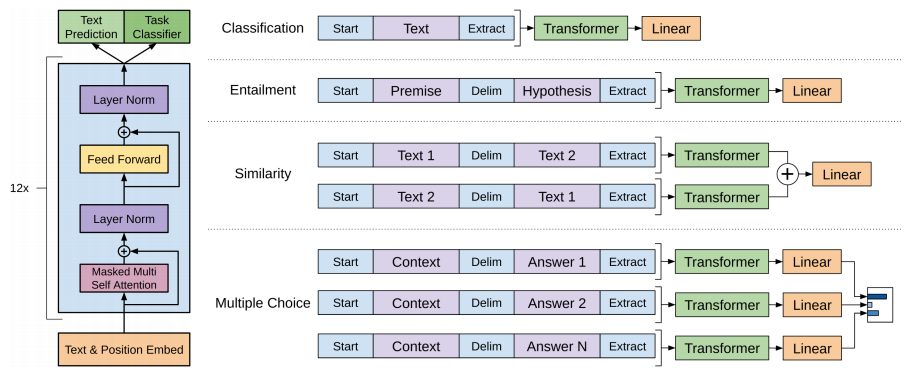 Text
Prediction
Task
Classifier
12x
Layer Norm
+
Feed Forward
Layer Norm
+
Masked Multi
Self Attention
Text & Position Embed
Classification
Start Text Extract Transformer Linear
Entailment
Start Premise Delim Hypothesis Extract Transformer Linear
Similarity
Start Text 1 Delim Text 2 Extract Transformer
+ Linear
Start Text 2 Delim Text 1 Extract Transformer
Multiple Choice
Start Context Delim Answer 1 Extract Transformer Linear
Start Context Delim Answer 2 Extract Transformer Linear
Start Context Delim Answer N Extract Transformer Linear